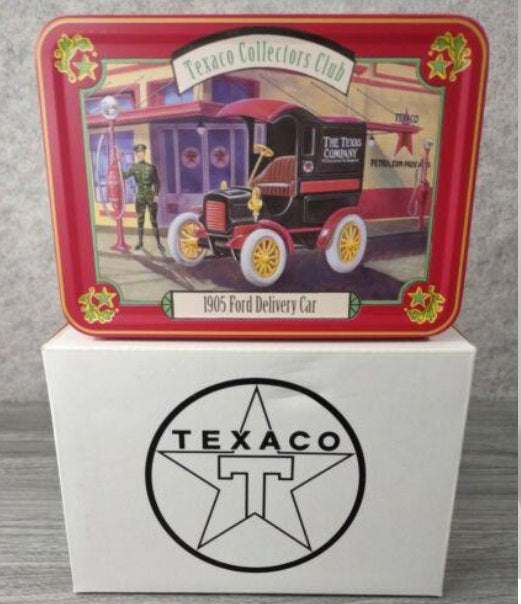 Texaco Collectors Club
TEXACO
THE TEXAS
COMPANY
PETROLEUM
1905 Ford Delivery Car
TEXACO
T